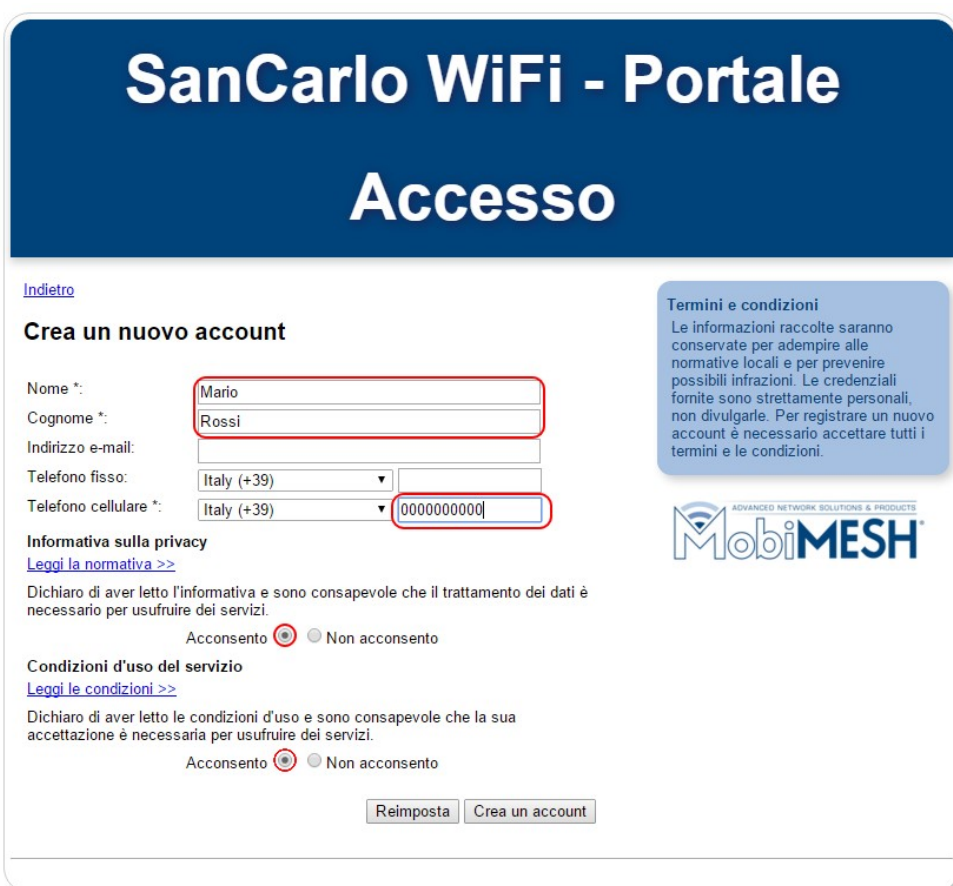 SanCarlo WiFi - Portale
Accesso
Indietro
Crea un nuovo account
Nome *:
Mario
Cognome *:
Rossi
Indirizzo e-mail:
Telefono fisso:
Italy (+39)
Telefono cellulare *:
Italy (+39)
0000000000
Informativa sulla privacy
Leggi la normativa >>
Dichiaro di aver letto l'informativa e sono consapevole che il trattamento dei dati è
necessario per usufruire dei servizi.
Acconsento Non acconsento
Condizioni d'uso del servizio
Leggi le condizioni >>
Dichiaro di aver letto le condizioni d'uso e sono consapevole che la sua
accettazione è necessaria per usufruire dei servizi.
Acconsento Non acconsento
Reimposta Crea un account
Termini e condizioni
Le informazioni raccolte saranno
conservate per adempire alle
normative locali e per prevenire
possibili infrazioni. Le credenziali
fornite sono strettamente personali,
non divulgarle. Per registrare un nuovo
account è necessario accettare tutti i
termini e le condizioni.
ADVANCED NETWORK SOLUTIONS & PRODUCTS
MobiMESH®